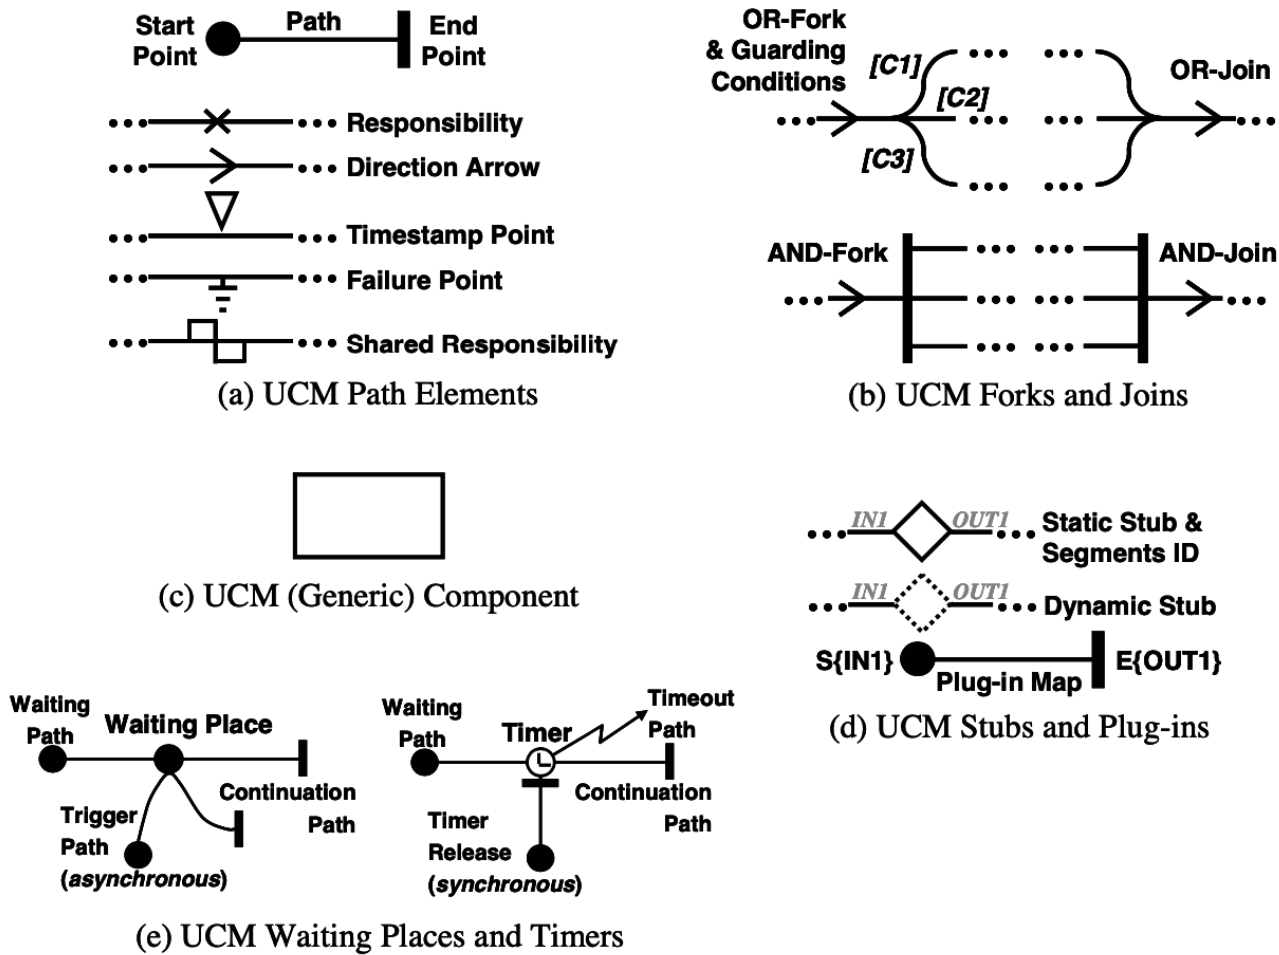 Start
Point
Path
End
Point
Responsibility
Direction Arrow
Timestamp Point
Failure Point
Shared Responsibility
(a) UCM Path Elements
OR-Fork
& Guarding
Conditions
[C1]
[C2]
[C3]
OR-Join
AND-Fork
AND-Join
(b) UCM Forks and Joins
(c) UCM (Generic) Component
IN1
OUT1
Static Stub &
Segments ID
IN1
OUT1
Dynamic Stub
S{IN1}
E{OUT1}
Plug-in Map
(d) UCM Stubs and Plug-ins
Waiting
Path
Waiting Place
Continuation
Path
Trigger
Path
(asynchronous)
Waiting
Path
Timer
Timeout
Path
Continuation
Path
Timer
Release
(synchronous)
(e) UCM Waiting Places and Timers